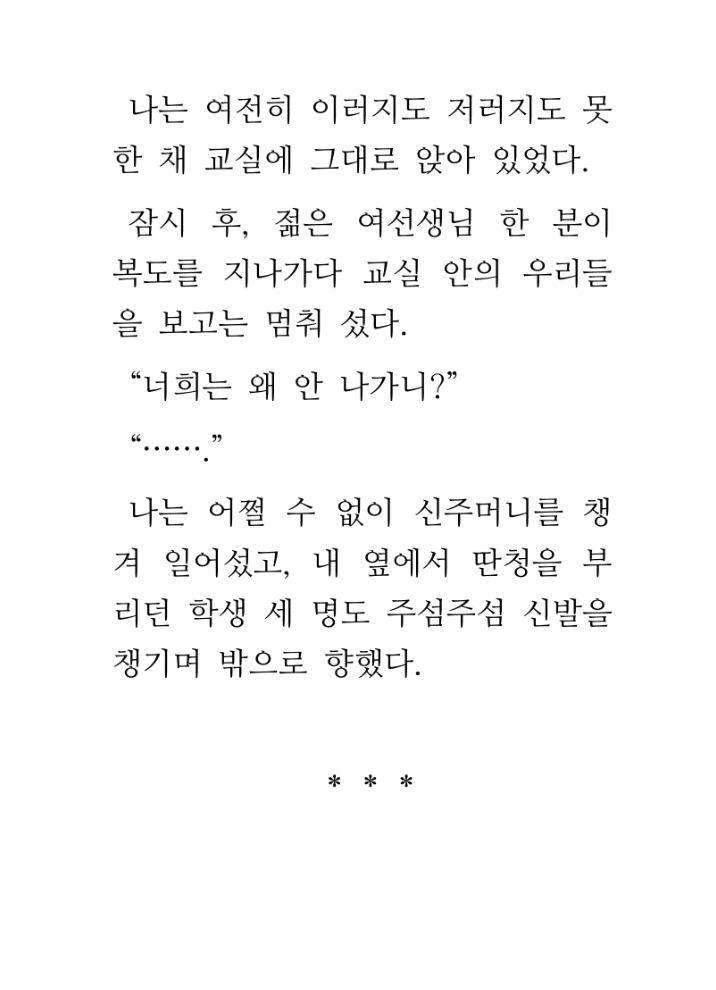 나는 여전히 이러지도 저러지도 못
한 채 교실에 그대로 앉아 있었다.
잠시 후, 젊은 여선생님 한 분이
복도를 지나가다 교실 안의 우리들
을 보고는 멈춰 섰다.
“너희는 왜 안 나가니?”
“…….”
나는 어쩔 수 없이 신주머니를 챙
겨 일어섰고, 내 옆에서 딴청을 부
리던 학생 세 명도 주섬주섬 신발을
챙기며 밖으로 향했다.
* * *